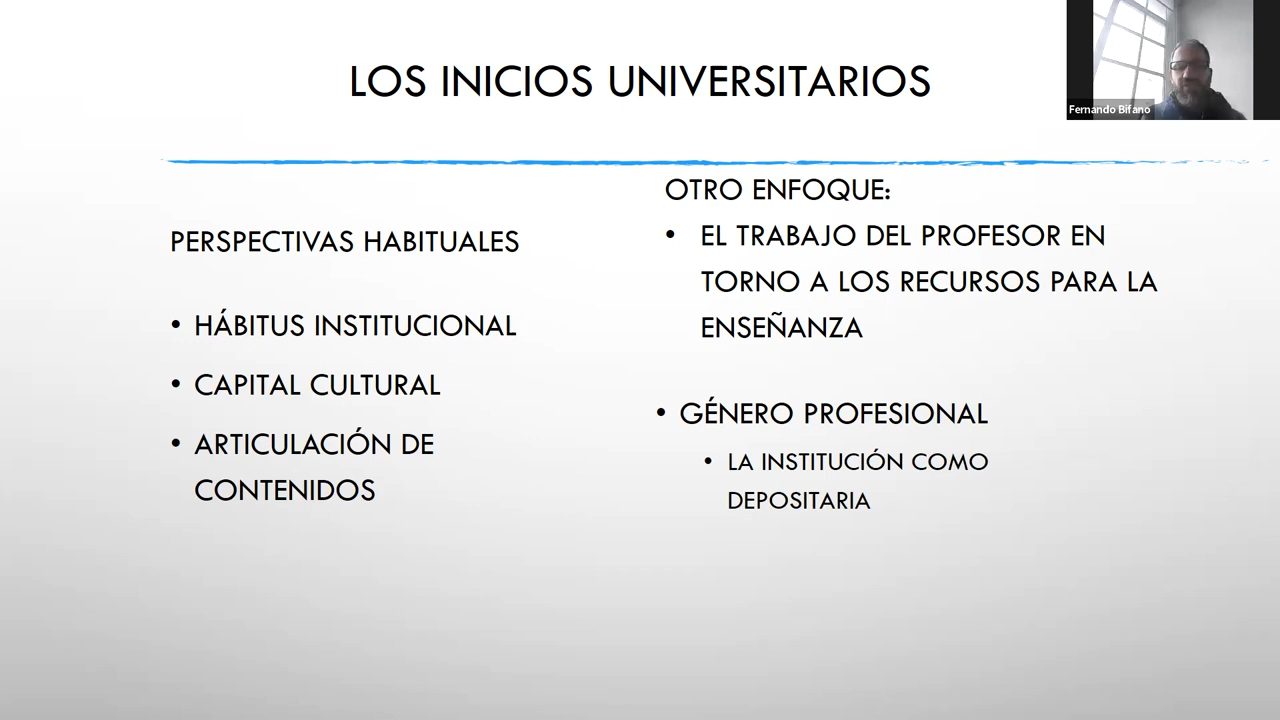 LOS INICIOS UNIVERSITARIOS
Fernando Bifano
PERSPECTIVAS HABITUALES
• HÁBITUS INSTITUCIONAL
• CAPITAL CULTURAL
• ARTICULACIÓN DE
CONTENIDOS
OTRO ENFOQUE:
• EL TRABAJO DEL PROFESOR EN
TORNO A LOS RECURSOS PARA LA
ENSEÑANZA
• GÉNERO PROFESIONAL
• LA INSTITUCIÓN COMO
DEPOSITARIA